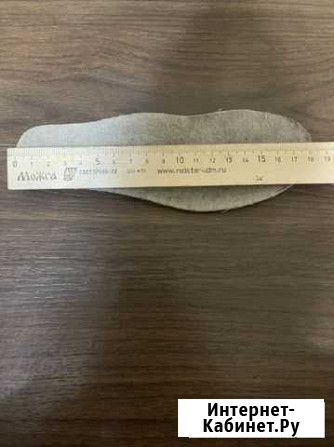 0 1 2 3 4 5 6 7 8 9 10 11 12 13 14 15 16 17 18 19
Можга www.redstar-udm.ru
Интернет-
Кабинет.Ру